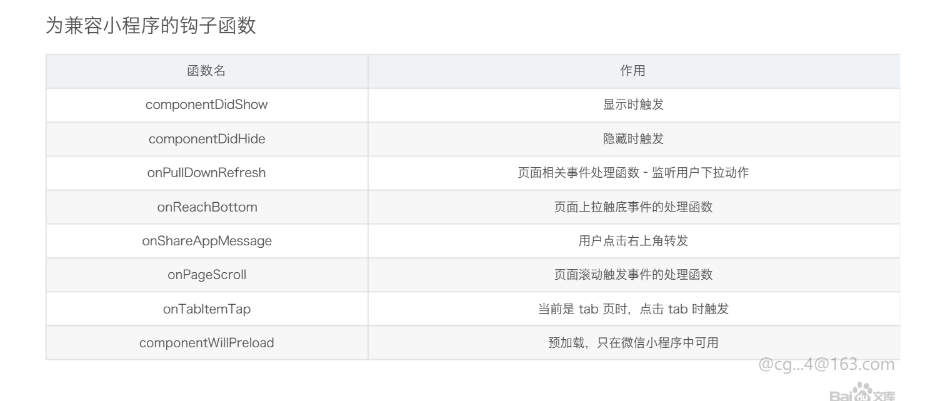 为兼容小程序的钩子函数
函数名 作用
componentDidShow 显示时触发
componentDidHide 隐藏时触发
onPullDownRefresh 页面相关事件处理函数 - 监听用户下拉动作
onReachBottom 页面上拉触底事件的处理函数
onShareAppMessage 用户点击右上角转发
onPageScroll 页面滚动触发事件的处理函数
onTabItemTap 当前是 tab 页时，点击 tab 时触发
componentWillPreload 预加载，只在微信小程序中可用
@cg...4@163.com
Bai文库